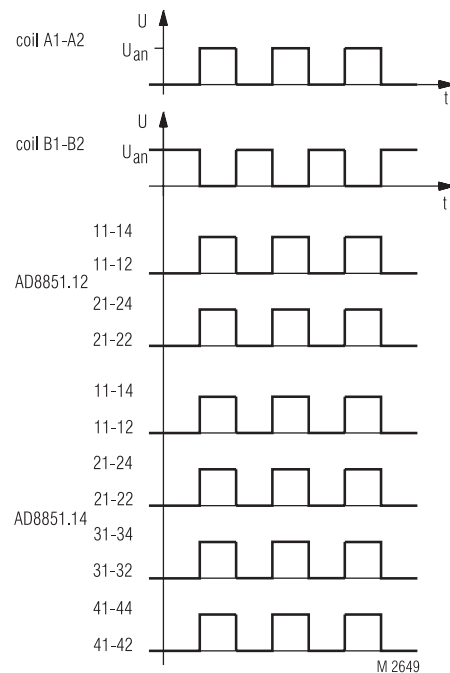 U
coil A1-A2
Uan
t
U
coil B1-B2
Uan
t
11-14
11-12
AD8851.12
21-24
21-22
11-14
11-12
21-24
21-22
AD8851.14
31-34
31-32
41-44
41-42
M 2649